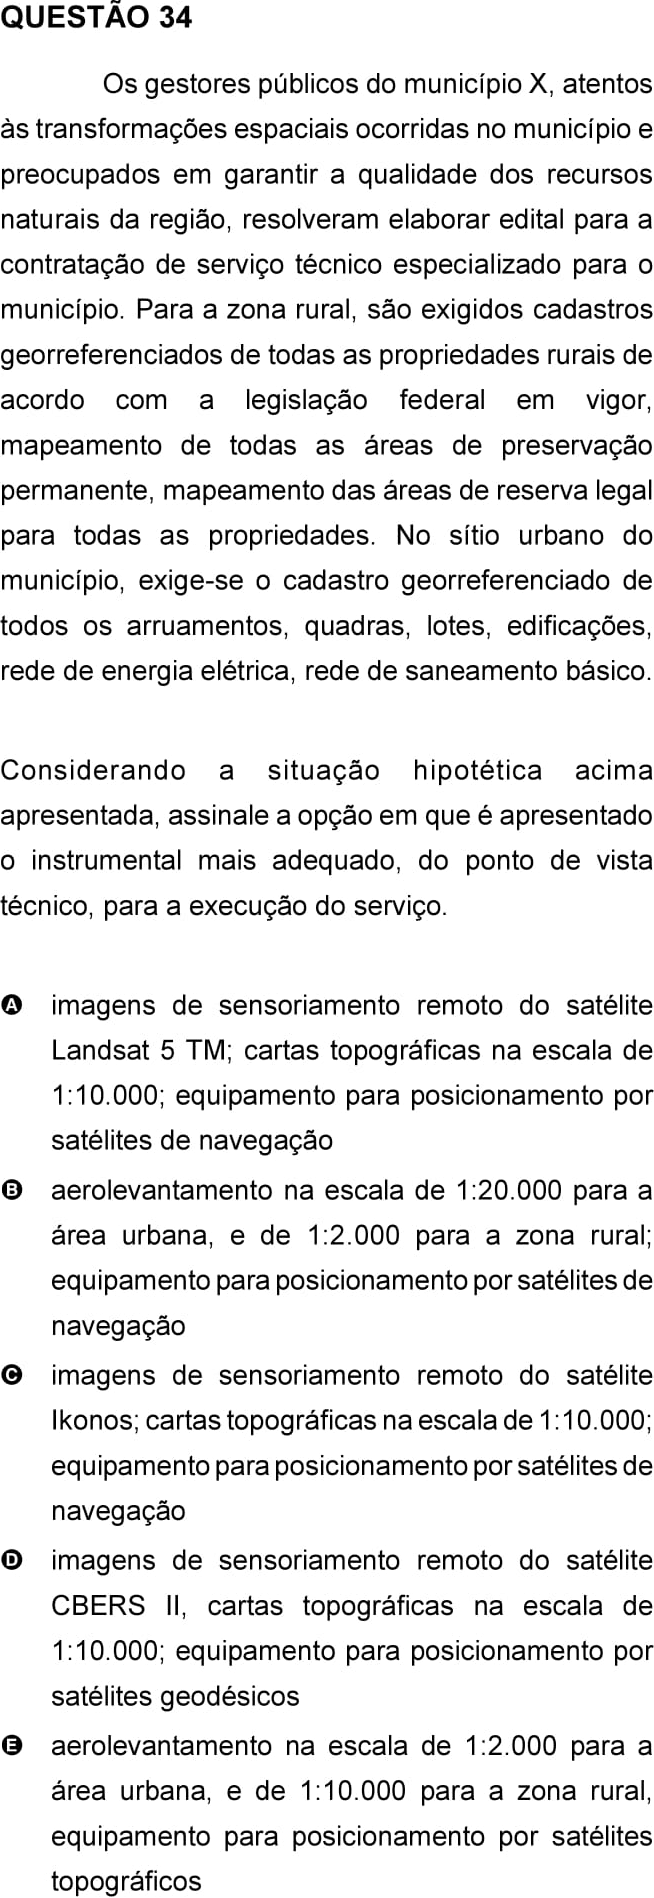 QUESTÃO 34
Os gestores públicos do município X, atentos
às transformações espaciais ocorridas no município e
preocupados em garantir a qualidade dos recursos
naturais da região, resolveram elaborar edital para a
contratação de serviço técnico especializado para o
município. Para a zona rural, são exigidos cadastros
georreferenciados de todas as propriedades rurais de
acordo com a legislação federal em vigor,
mapeamento de todas as áreas de preservação
permanente, mapeamento das áreas de reserva legal
para todas as propriedades. No sítio urbano do
município, exige-se o cadastro georreferenciado de
todos os arruamentos, quadras, lotes, edificações,
rede de energia elétrica, rede de saneamento básico.
Considerando a situação hipotética acima
apresentada, assinale a opção em que é apresentado
o instrumental mais adequado, do ponto de vista
técnico, para a execução do serviço.
A imagens de sensoriamento remoto do satélite
Landsat 5 TM; cartas topográficas na escala de
1:10.000; equipamento para posicionamento por
satélites de navegação
B aerolevantamento na escala de 1:20.000 para a
área urbana, e de 1:2.000 para a zona rural;
equipamento para posicionamento por satélites de
navegação
C imagens de sensoriamento remoto do satélite
Ikonos; cartas topográficas na escala de 1:10.000;
equipamento para posicionamento por satélites de
navegação
D imagens de sensoriamento remoto do satélite
CBERS II, cartas topográficas na escala de
1:10.000; equipamento para posicionamento por
satélites geodésicos
E aerolevantamento na escala de 1:2.000 para a
área urbana, e de 1:10.000 para a zona rural,
equipamento para posicionamento por satélites
topográficos